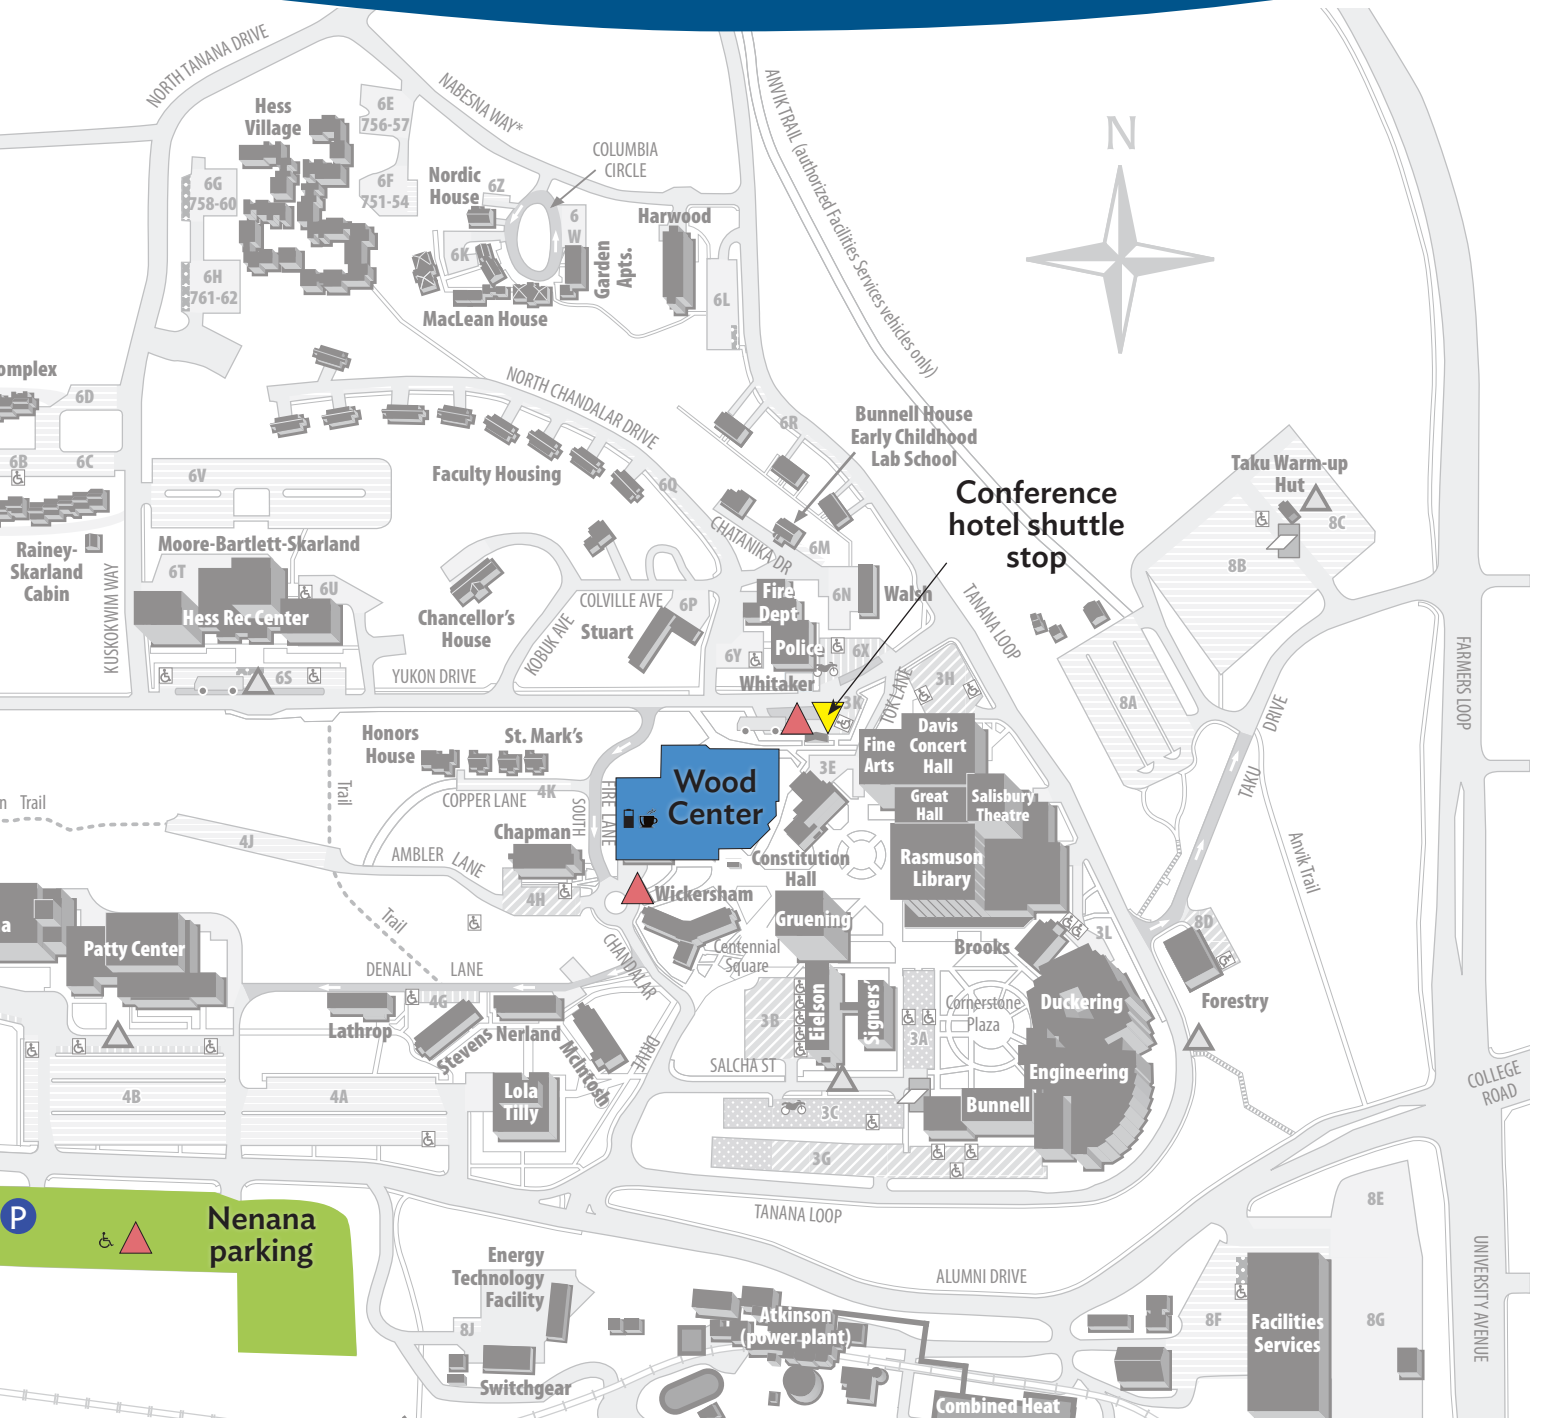 NORTH TANANA DRIVE
NABESNA WAY*
ANVIK TRAIL (authorized Facilities Services vehicles only)
N
Hess
Village
6E
756-57
6F
751-54
6G
758-60
6H
761-62
COLUMBIA
CIRCLE
Nordic
House
6Z
6
W
6K
Garden
Apts.
Harwood
6L
MacLean House
omplex
6D
6B
6C
NORTH CHANDALAR DRIVE
Faculty Housing
6Q
6R
Bunnell House
Early Childhood
Lab School
Conference
hotel shuttle
stop
Taku Warm-up
Hut
8C
8B
6V
Rainey-
Skarland
Cabin
Moore-Bartlett-Skarland
6T
6U
Hess Rec Center
KUSKOKWIM WAY
CHATANIKA DR
6M
6N
Walsh
Fire
Dept
Police
6X
6Y
Whitaker
Chancellor's
House
COLVILLE AVE
6P
Stuart
KOBUK AVE
YUKON DRIVE
6S
TANANA LOOP
TOK LANE
3H
3K
8A
FARMERS LOOP
TAKU
DRIVE
Honors
House
St. Mark's
COPPER LANE
4K
SOUTH
FIRE LANE
Wood
Center
3E
Fine
Arts
Davis
Concert
Hall
Great
Hall
Salisbury
Theatre
Trail
n Trail
4J
AMBLER LANE
Chapman
4H
Constitution
Hall
Rasmuson
Library
Anvik Trail
Wickersham
Gruening
Centennial
Square
Brooks
3L
8D
Forestry
a
Patty Center
Trail
DENALI LANE
CHANDALAR
DRIVE
4G
Lathrop
Stevens
Nerland
McIntosh
Lola
Tilly
3B
Eielson
Signers'
3A
Cornerstone
Plaza
Duckering
Engineering
Bunnell
SALCHA ST
3C
3G
4B
4A
COLLEGE
ROAD
P
Nenana
parking
TANANA LOOP
ALUMNI DRIVE
8E
UNIVERSITY AVENUE
Energy
Technology
Facility
8J
Switchgear
Atkinson
(power plant)
Combined Heat
8F
Facilities
Services
8G